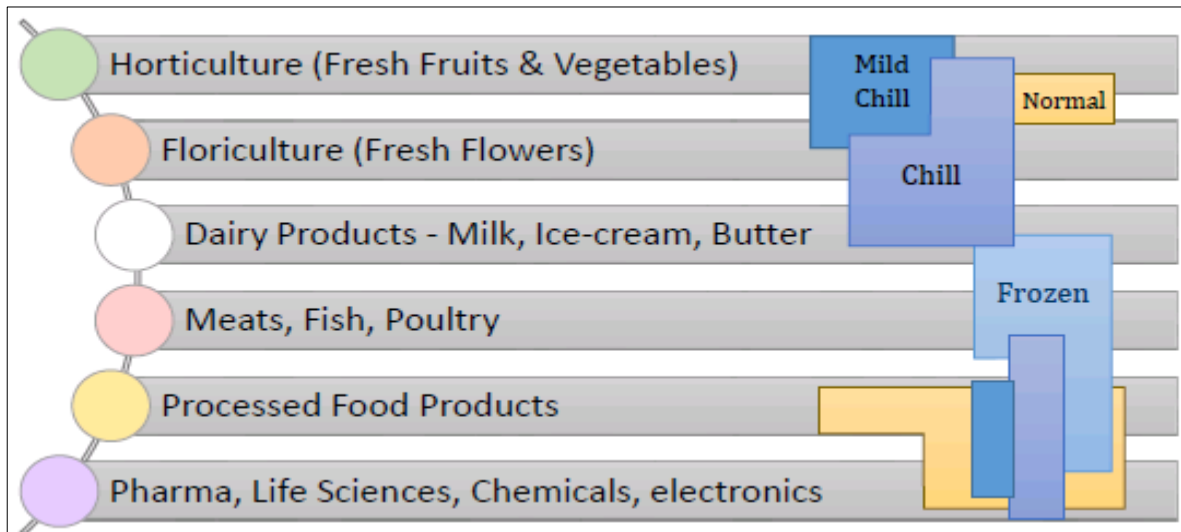 Horticulture (Fresh Fruits & Vegetables)
Mild
Chill
Normal
Floriculture (Fresh Flowers)
Chill
Dairy Products - Milk, Ice-cream, Butter
Frozen
Meats, Fish, Poultry
Processed Food Products
Pharma, Life Sciences, Chemicals, electronics